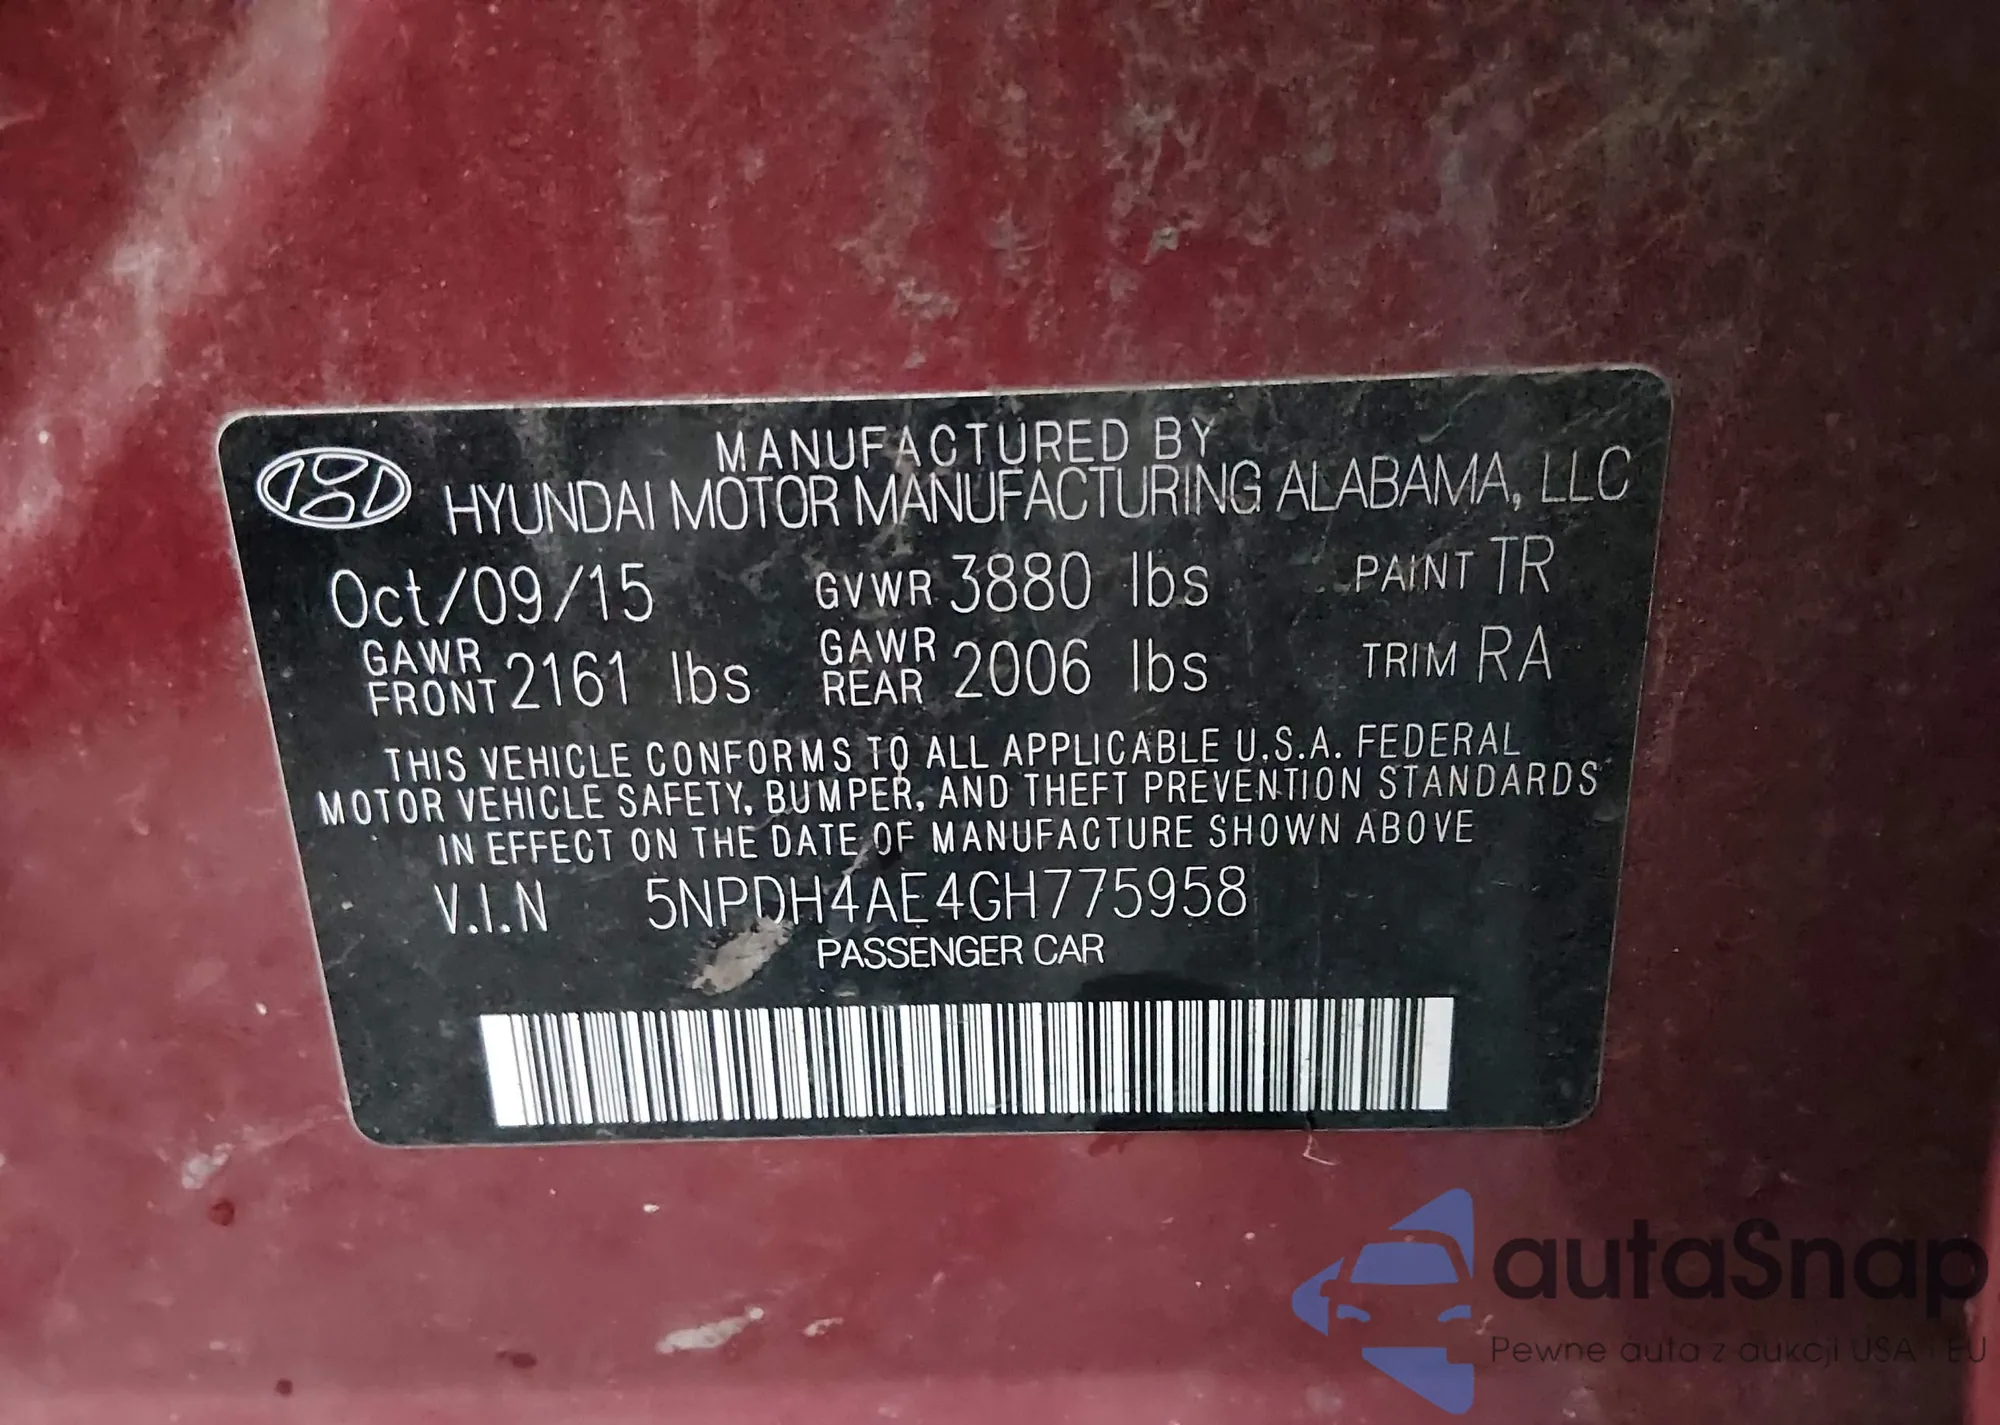 MANUFACTURED BY
HYUNDAI MOTOR MANUFACTURING ALABAMA, LLC
Oct/09/15 GVWR 3880 lbs PAINT TR
GAWR FRONT 2161 lbs GAWR REAR 2006 lbs TRIM RA
THIS VEHICLE CONFORMS TO ALL APPLICABLE U.S.A. FEDERAL
MOTOR VEHICLE SAFETY, BUMPER, AND THEFT PREVENTION STANDARDS
IN EFFECT ON THE DATE OF MANUFACTURE SHOWN ABOVE
V.I.N 5NPDH4AE4GH775958
PASSENGER CAR
autaSnap
Pewne auta z aukcji USA - EU